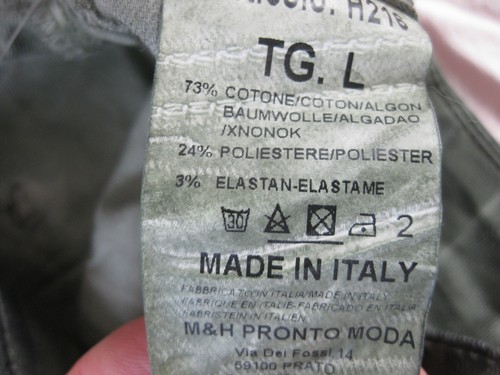 H216
TG. L
73% COTONE/COTON/ALGON
BAUMWOLLE/ALGADAO
/XNONOK
24% POLIESTERE/POLIESTER
3% ELASTAN-ELASTAME
30 2
MADE IN ITALY
FABBRICATO IN ITALIA/MADE IN ITALY
FABRIQUE EN ITALIE-FABRICADO EN ITALIA
FABRISTEIN IN ITALIEN
M&H PRONTO MODA
Via Dei Fossi,14
59100 PRATO